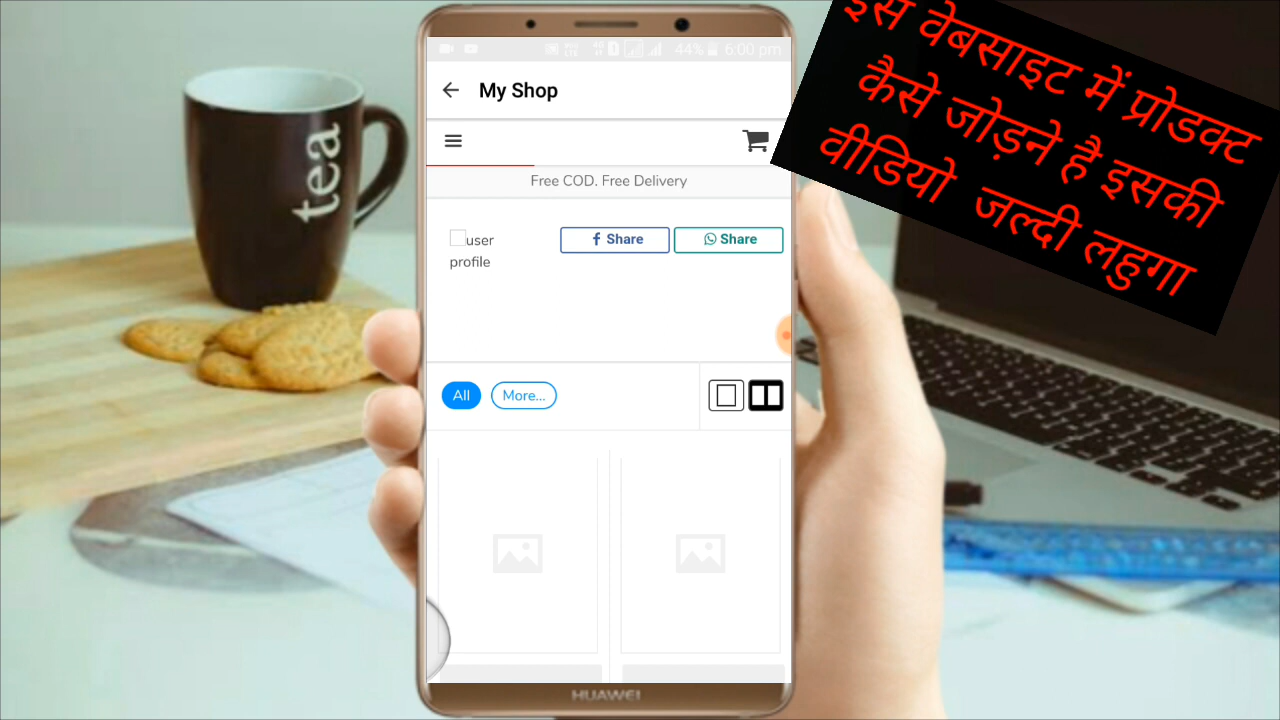 44% 6:00 pm
My Shop
Free COD. Free Delivery
user
profile
Share
Share
All
More...
HUAWEI
tea
इस वेबसाइट में प्रोडक्ट
कैसे जोड़ने है इसकी
वीडियो जल्दी लहुगा